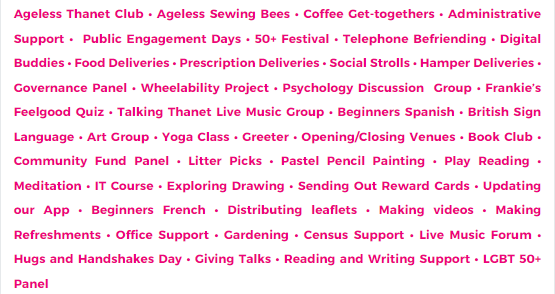 Ageless Thanet Club • Ageless Sewing Bees • Coffee Get-togethers • Administrative
Support • Public Engagement Days • 50+ Festival • Telephone Befriending • Digital
Buddies • Food Deliveries • Prescription Deliveries • Social Strolls • Hamper Deliveries •
Governance Panel • Wheelability Project • Psychology Discussion Group • Frankie's
Feelgood Quiz • Talking Thanet Live Music Group • Beginners Spanish • British Sign
Language • Art Group • Yoga Class • Greeter • Opening/Closing Venues • Book Club •
Community Fund Panel • Litter Picks • Pastel Pencil Painting • Play Reading •
Meditation • IT Course • Exploring Drawing • Sending Out Reward Cards • Updating
our App • Beginners French • Distributing leaflets • Making videos • Making
Refreshments • Office Support • Gardening • Census Support • Live Music Forum •
Hugs and Handshakes Day • Giving Talks • Reading and Writing Support • LGBT 50+
Panel